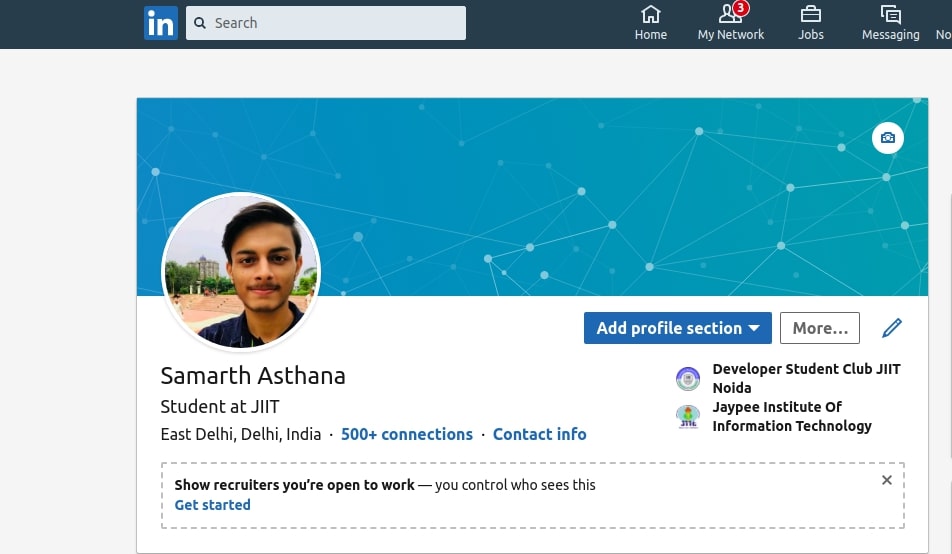 in Search
3
Home My Network Jobs Messaging No
Add profile section More...
Samarth Asthana
Student at JIIT
East Delhi, Delhi, India · 500+ connections · Contact info
Developer Student Club JIIT
Noida
Jaypee Institute Of
Information Technology
Show recruiters you're open to work — you control who sees this
Get started